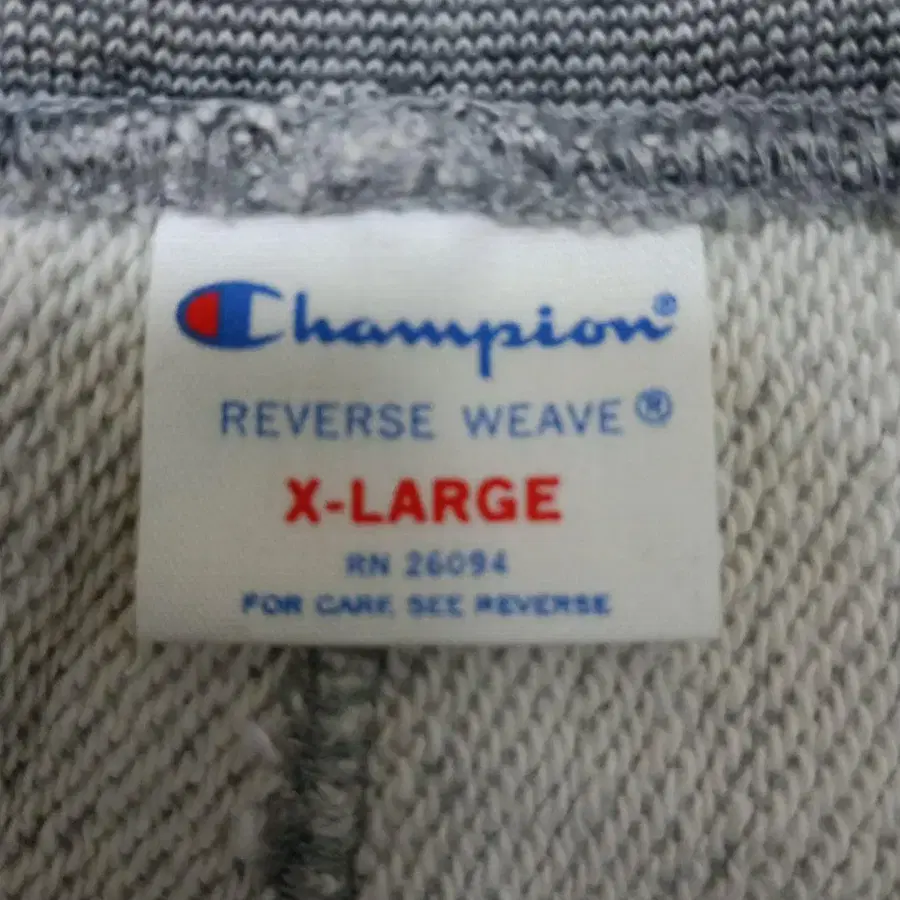 Champion®
REVERSE WEAVE®
X-LARGE
RN 26094
FOR CARE SEE REVERSE